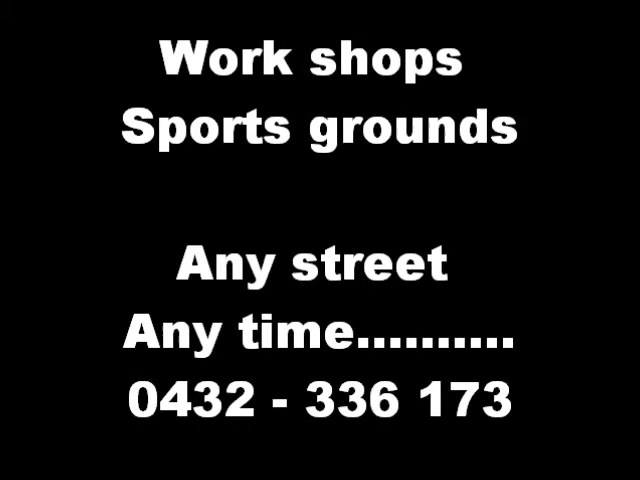 Work shops
Sports grounds
Any street
Any time..........
0432 - 336 173